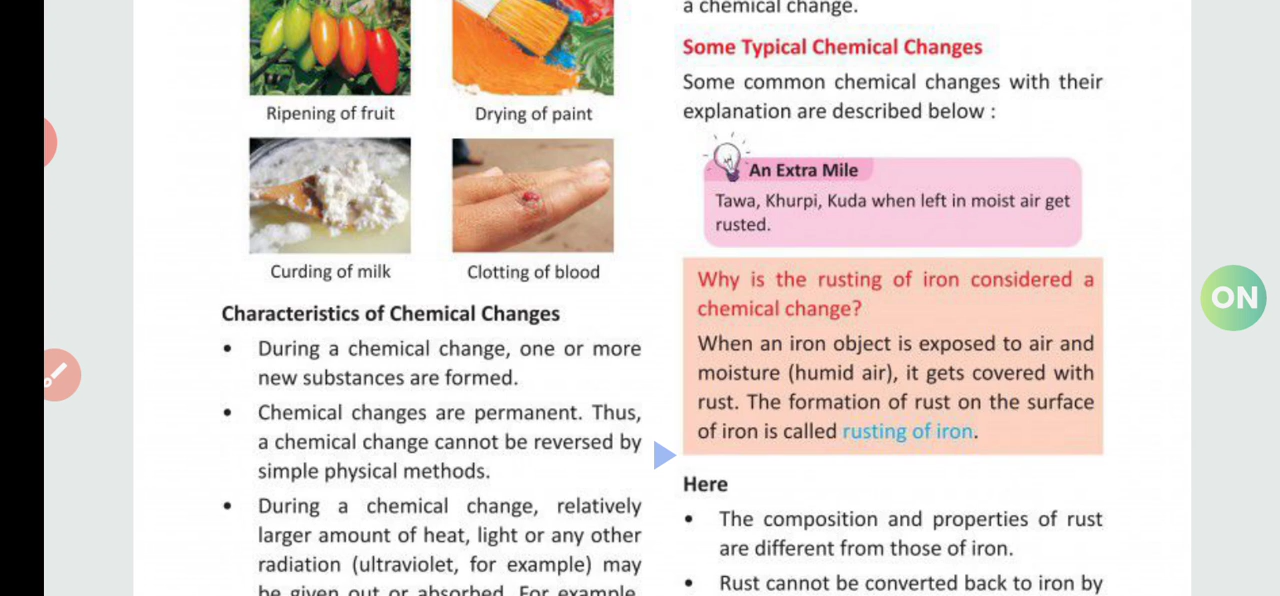 Ripening of fruit
Drying of paint
Curding of milk
Clotting of blood
Characteristics of Chemical Changes
• During a chemical change, one or more
new substances are formed.
• Chemical changes are permanent. Thus,
a chemical change cannot be reversed by
simple physical methods.
• During a chemical change, relatively
larger amount of heat, light or any other
radiation (ultraviolet, for example) may
be given out or absorbed. For example,
a chemical change.
Some Typical Chemical Changes
Some common chemical changes with their
explanation are described below :
An Extra Mile
Tawa, Khurpi, Kuda when left in moist air get
rusted.
Why is the rusting of iron considered a
chemical change?
When an iron object is exposed to air and
moisture (humid air), it gets covered with
rust. The formation of rust on the surface
of iron is called rusting of iron.
Here
• The composition and properties of rust
are different from those of iron.
• Rust cannot be converted back to iron by
ON